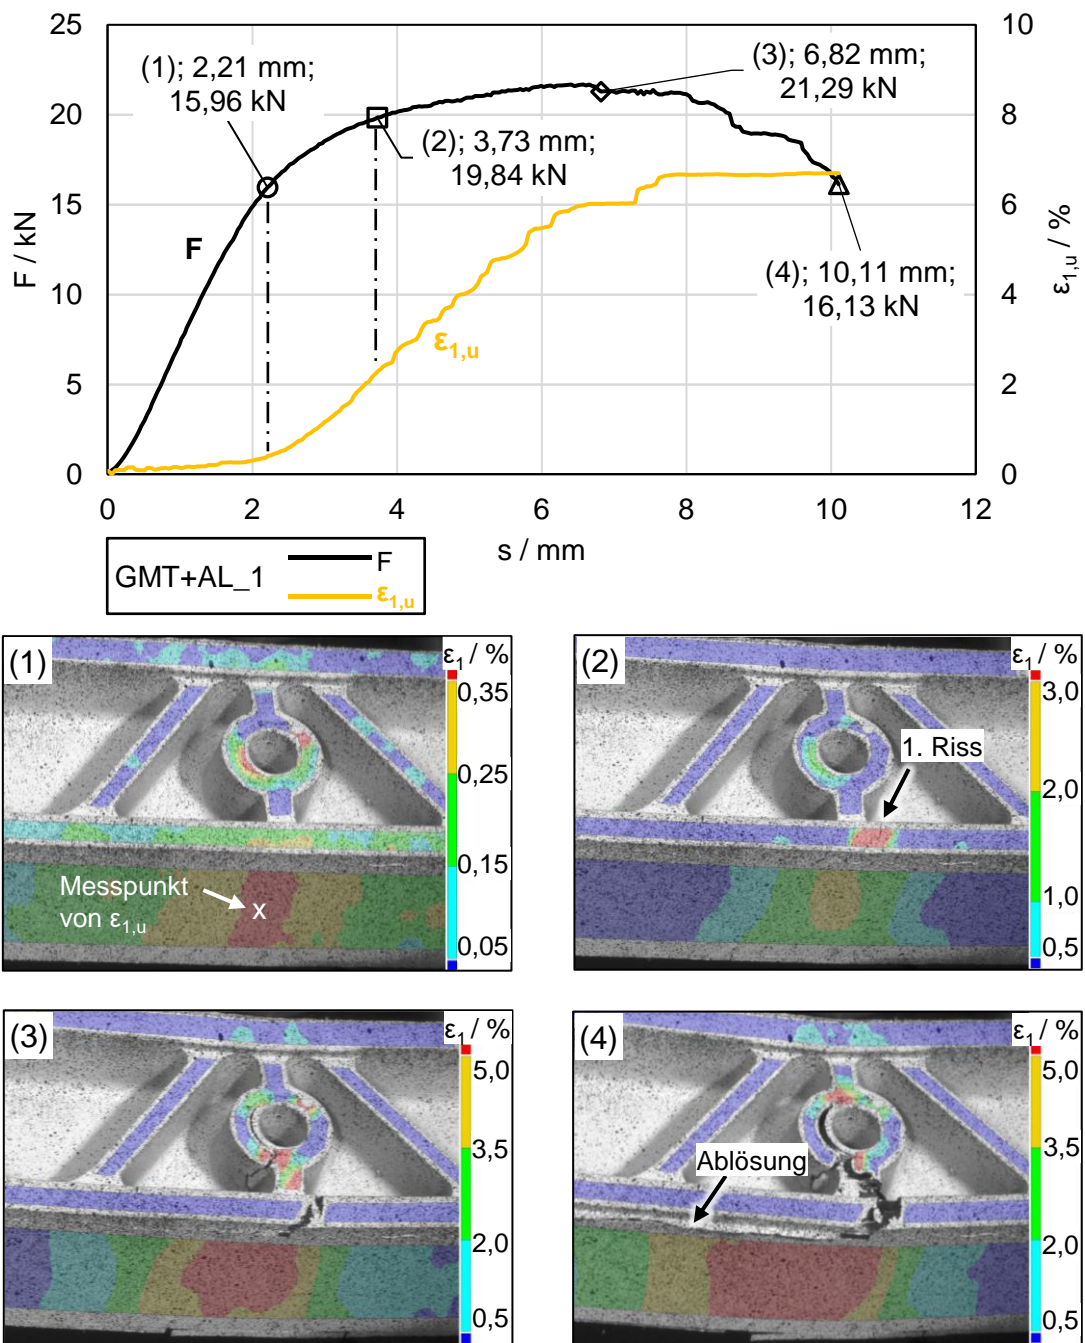 25
20
15
10
5
0
F / kN
10
8
6
4
2
0
ε1,u / %
(1); 2,21 mm;
15,96 kN
(2); 3,73 mm;
19,84 kN
(3); 6,82 mm;
21,29 kN
(4); 10,11 mm;
16,13 kN
F
ε1,u
0 2 4 6 8 10 12
s / mm
GMT+AL_1
F
ε1,u
(1)
ε1 / %
0,35
0,25
0,15
0,05
Messpunkt
von ε1,u
x
(2)
ε1 / %
3,0
2,0
1,0
0,5
1. Riss
(3)
ε1 / %
5,0
3,5
2,0
0,5
(4)
ε1 / %
5,0
3,5
2,0
0,5
Ablösung